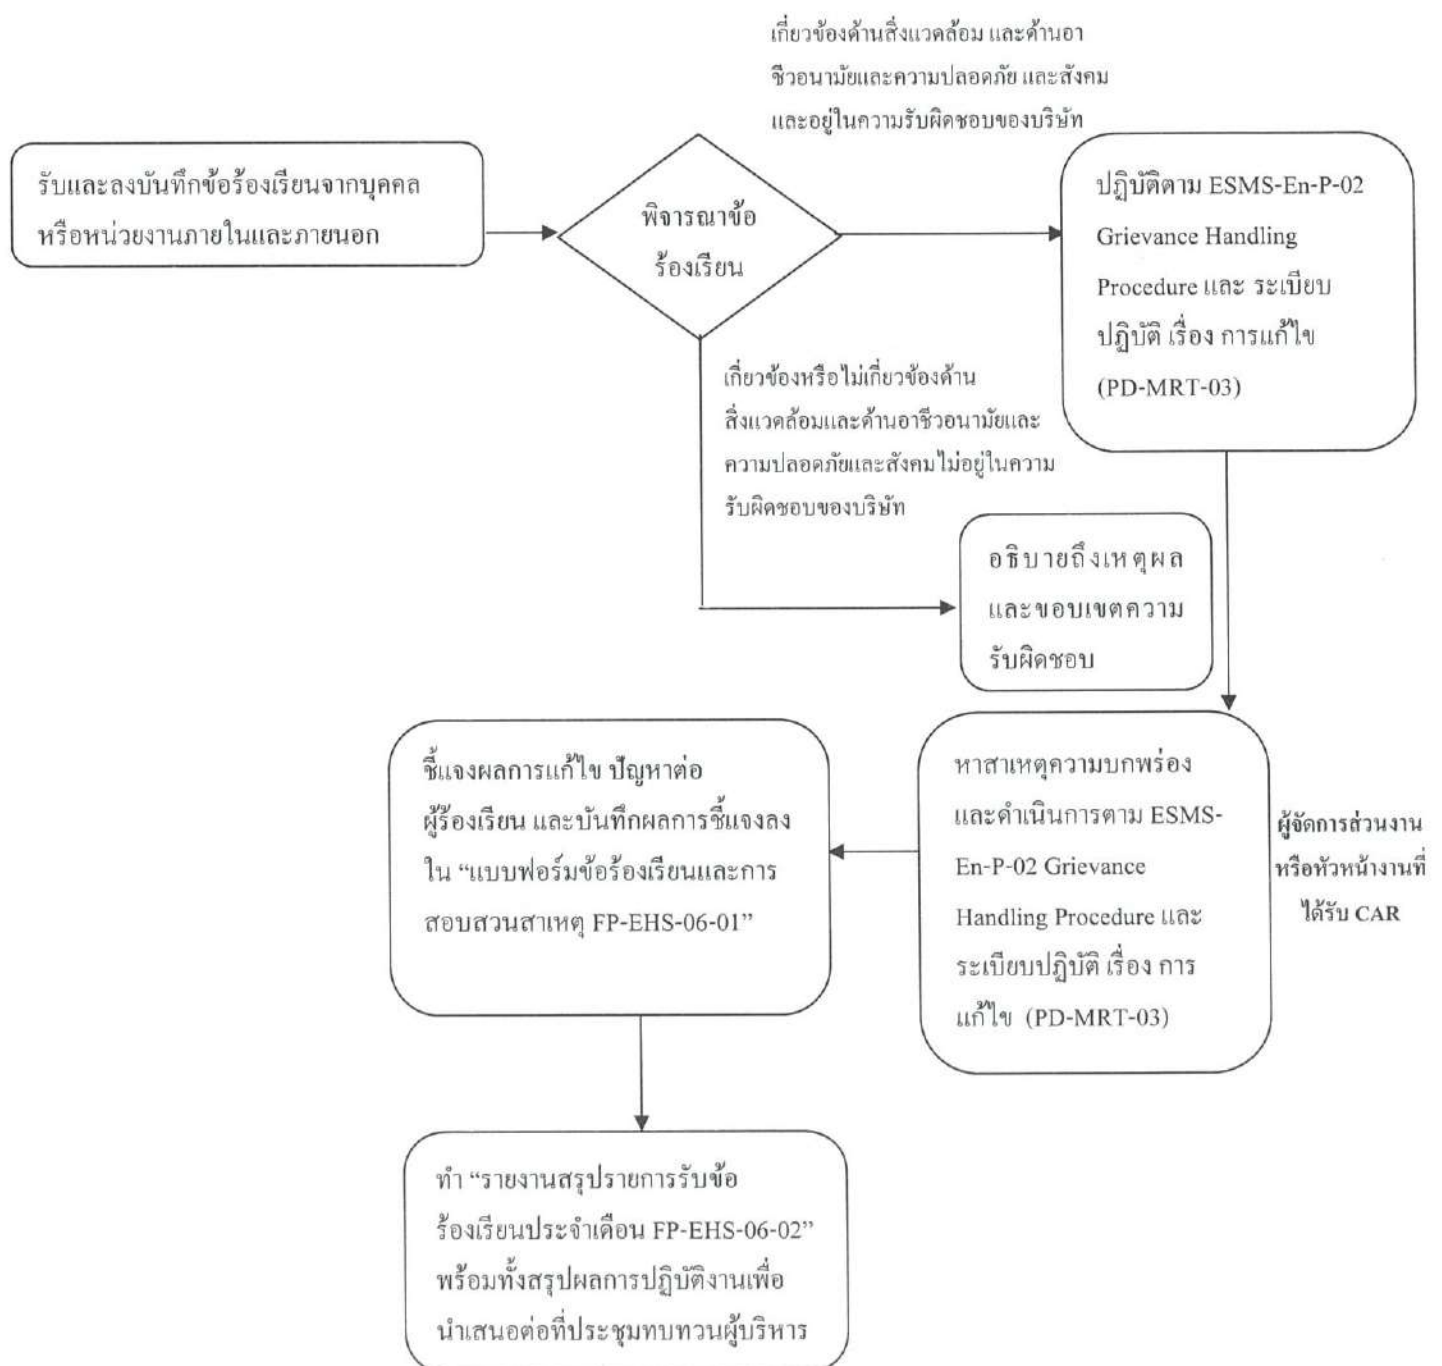 เกี่ยวข้องด้านสิ่งแวดล้อม และด้านอา
ชีวอนามัยและความปลอดภัย และสังคม
และอยู่ในความรับผิดชอบของบริษัท
รับและลงบันทึกข้อร้องเรียนจากบุคคล
หรือหน่วยงานภายในและภายนอก
พิจารณาข้อ
ร้องเรียน
ปฏิบัติตาม ESMS-En-P-02
Grievance Handling
Procedure และ ระเบียบ
ปฏิบัติ เรื่อง การแก้ไข
(PD-MRT-03)
เกี่ยวข้องหรือไม่เกี่ยวข้องด้าน
สิ่งแวดล้อมและด้านอาชีวอนามัยและ
ความปลอดภัยและสังคมไม่อยู่ในความ
รับผิดชอบของบริษัท
อธิบายถึงเหตุผล
และขอบเขตความ
รับผิดชอบ
หาสาเหตุความบกพร่อง
และดำเนินการตาม ESMS-
En-P-02 Grievance
Handling Procedure และ
ระเบียบปฏิบัติ เรื่อง การ
แก้ไข (PD-MRT-03)
ผู้จัดการส่วนงาน
หรือหัวหน้างานที่
ได้รับ CAR
ชี้แจงผลการแก้ไข ปัญหาต่อ
ผู้ร้องเรียน และบันทึกผลการชี้แจงลง
ใน “แบบฟอร์มข้อร้องเรียนและการ
สอบสวนสาเหตุ FP-EHS-06-01”
ทำ “รายงานสรุปรายการรับข้อ
ร้องเรียนประจำเดือน FP-EHS-06-02”
พร้อมทั้งสรุปผลการปฏิบัติงานเพื่อ
นำเสนอต่อที่ประชุมทบทวนผู้บริหาร